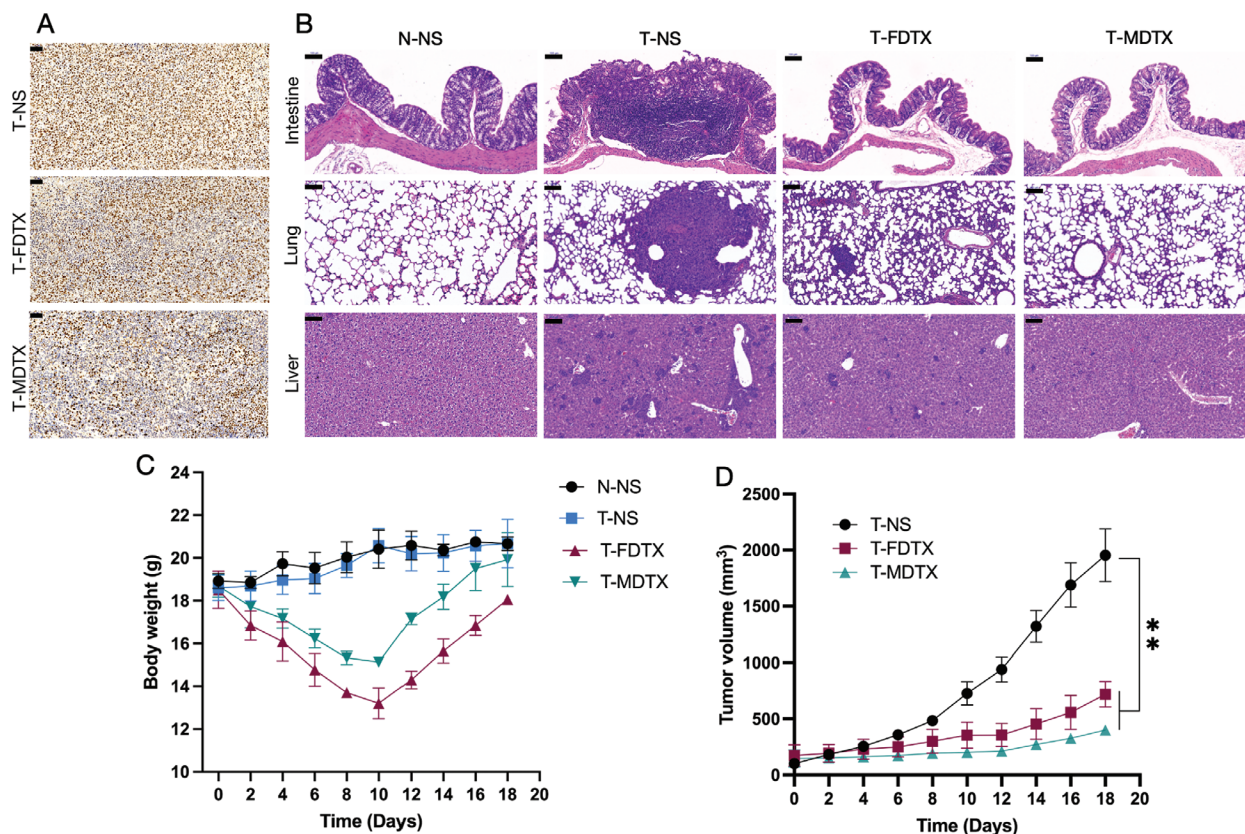 A
T-NS
T-FDTX
T-MDTX
B
N-NS
T-NS
T-FDTX
T-MDTX
Intestine
Lung
Liver
C
24
22
20
18
16
14
12
10
Body weight (g)
0 2 4 6 8 10 12 14 16 18 20
Time (Days)
N-NS
T-NS
T-FDTX
T-MDTX
D
2500
2000
1500
1000
500
0
Tumor volume (mm³)
0 2 4 6 8 10 12 14 16 18 20
Time (Days)
T-NS
T-FDTX
T-MDTX
**